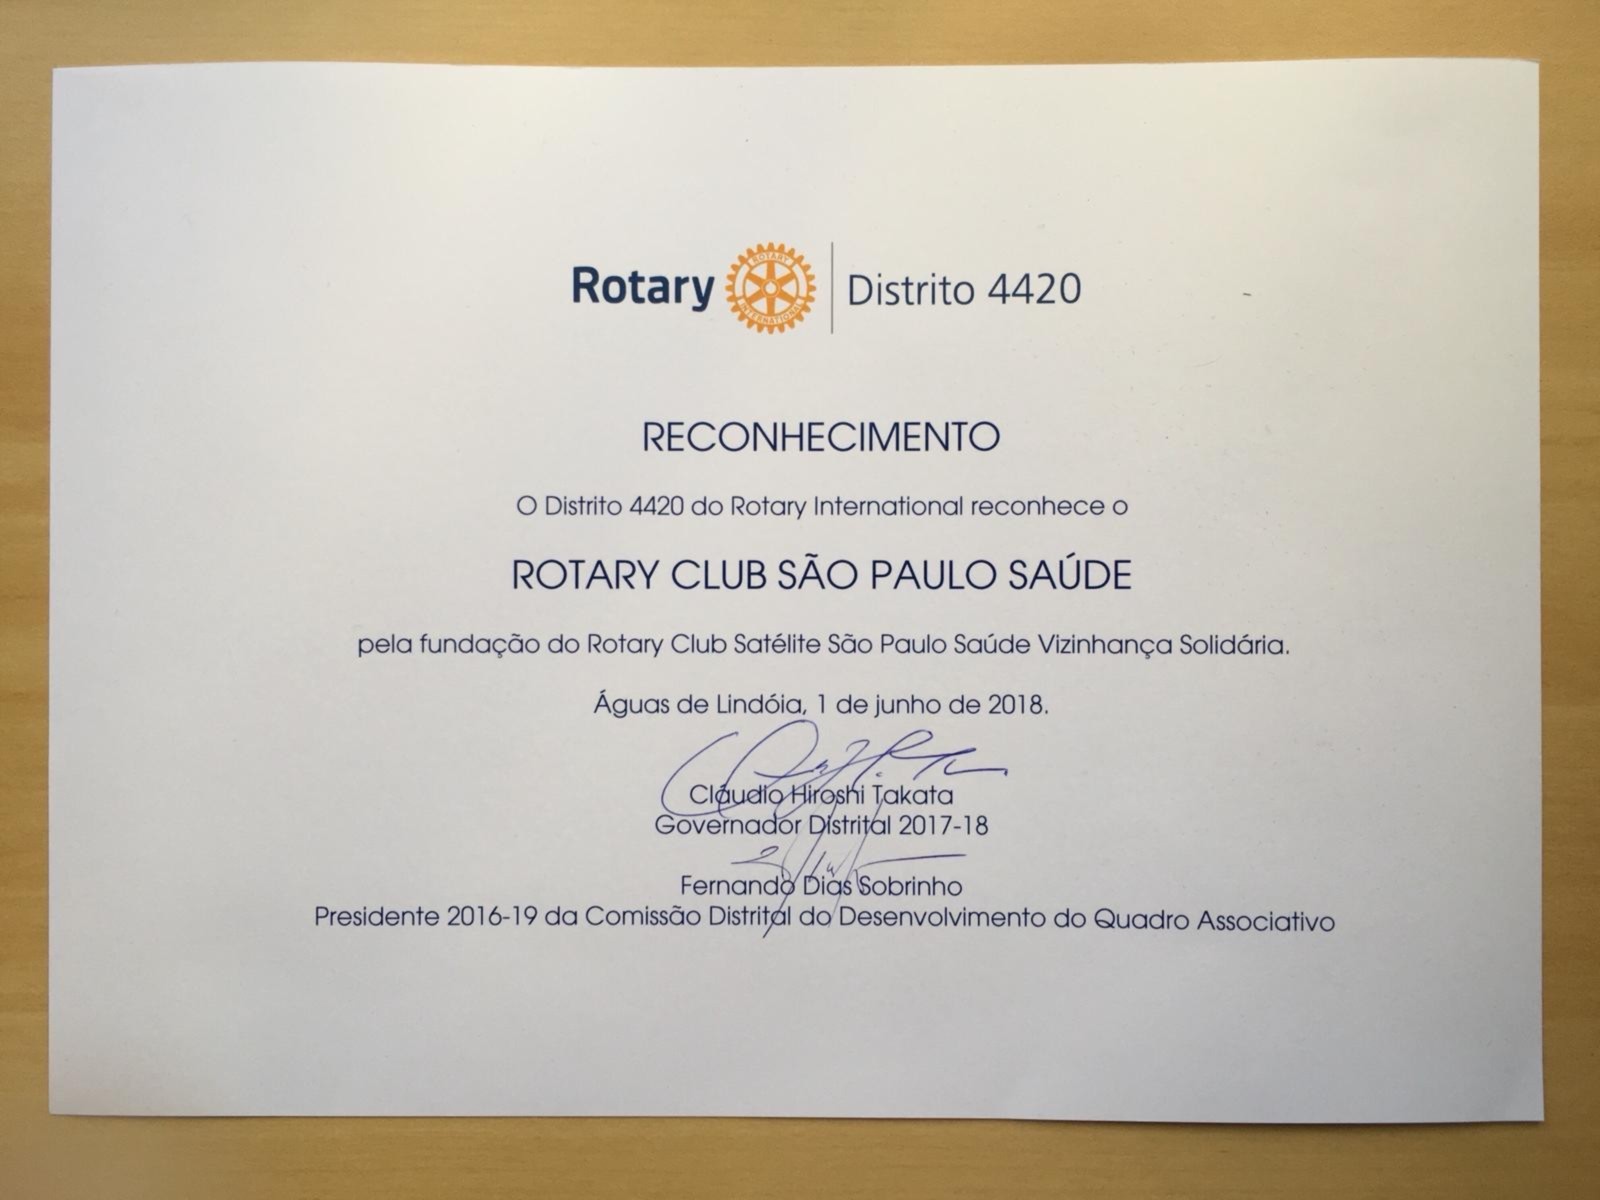 Rotary ROTARY INTERNATIONAL Distrito 4420
RECONHECIMENTO
O Distrito 4420 do Rotary International reconhece o
ROTARY CLUB SÃO PAULO SAÚDE
pela fundação do Rotary Club Satélite São Paulo Saúde Vizinhança Solidária.
Águas de Lindóia, 1 de junho de 2018.
Cláudio Hiroshi Takata
Governador Distrital 2017-18
Fernando Dias Sobrinho
Presidente 2016-19 da Comissão Distrital do Desenvolvimento do Quadro Associativo